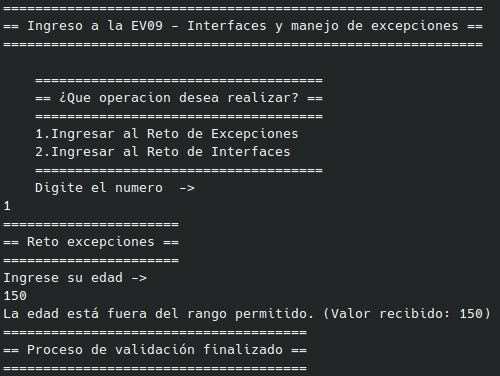 ============================================================
== Ingreso a la EV09 - Interfaces y manejo de excepciones ==
============================================================
====================================
== ¿Que operacion desea realizar? ==
====================================
1.Ingresar al Reto de Excepciones
2.Ingresar al Reto de Interfaces
====================================
Digite el numero  ->
1
======================
== Reto excepciones ==
======================
Ingrese su edad ->
150
La edad está fuera del rango permitido. (Valor recibido: 150)
======================================
== Proceso de validación finalizado ==
======================================